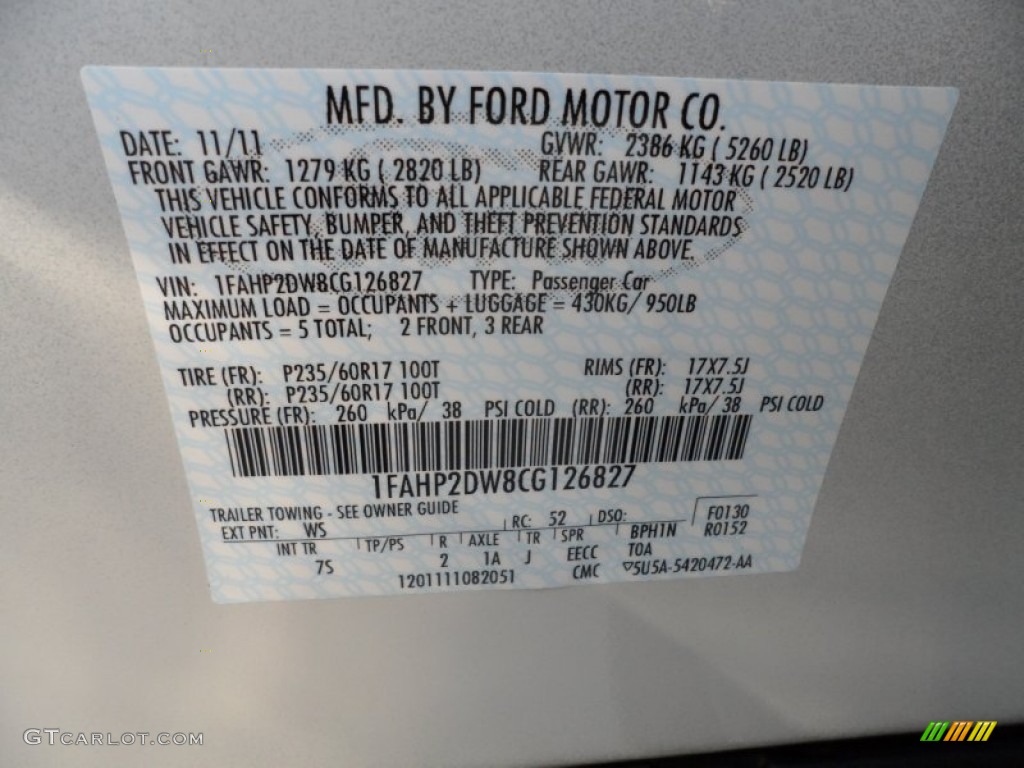 MFD. BY FORD MOTOR CO.
DATE: 11/11 GVWR: 2386 KG ( 5260 LB)
FRONT GAWR: 1279 KG ( 2820 LB) REAR GAWR: 1143 KG ( 2520 LB)
THIS VEHICLE CONFORMS TO ALL APPLICABLE FEDERAL MOTOR
VEHICLE SAFETY, BUMPER, AND THEFT PREVENTION STANDARDS
IN EFFECT ON THE DATE OF MANUFACTURE SHOWN ABOVE.
VIN: 1FAHP2DW8CG126827 TYPE: Passenger Car
MAXIMUM LOAD = OCCUPANTS + LUGGAGE = 430KG/ 950LB
OCCUPANTS = 5 TOTAL; 2 FRONT, 3 REAR
TIRE (FR): P235/60R17 100T RIMS (FR): 17X7.5J
(RR): P235/60R17 100T (RR): 17X7.5J
PRESSURE (FR): 260 kPa/ 38 PSI COLD (RR): 260 kPa/ 38 PSI COLD
1FAHP2DW8CG126827
TRAILER TOWING - SEE OWNER GUIDE
EXT PNT: WS RC: 52 DSO: F0130
INT TR TP/PS R AXLE TR SPR BPH1N R0152
7S 2 1A J EECC TOA
1201111082051 CMC ▽5U5A-5420472-AA
GTCARLOT.COM